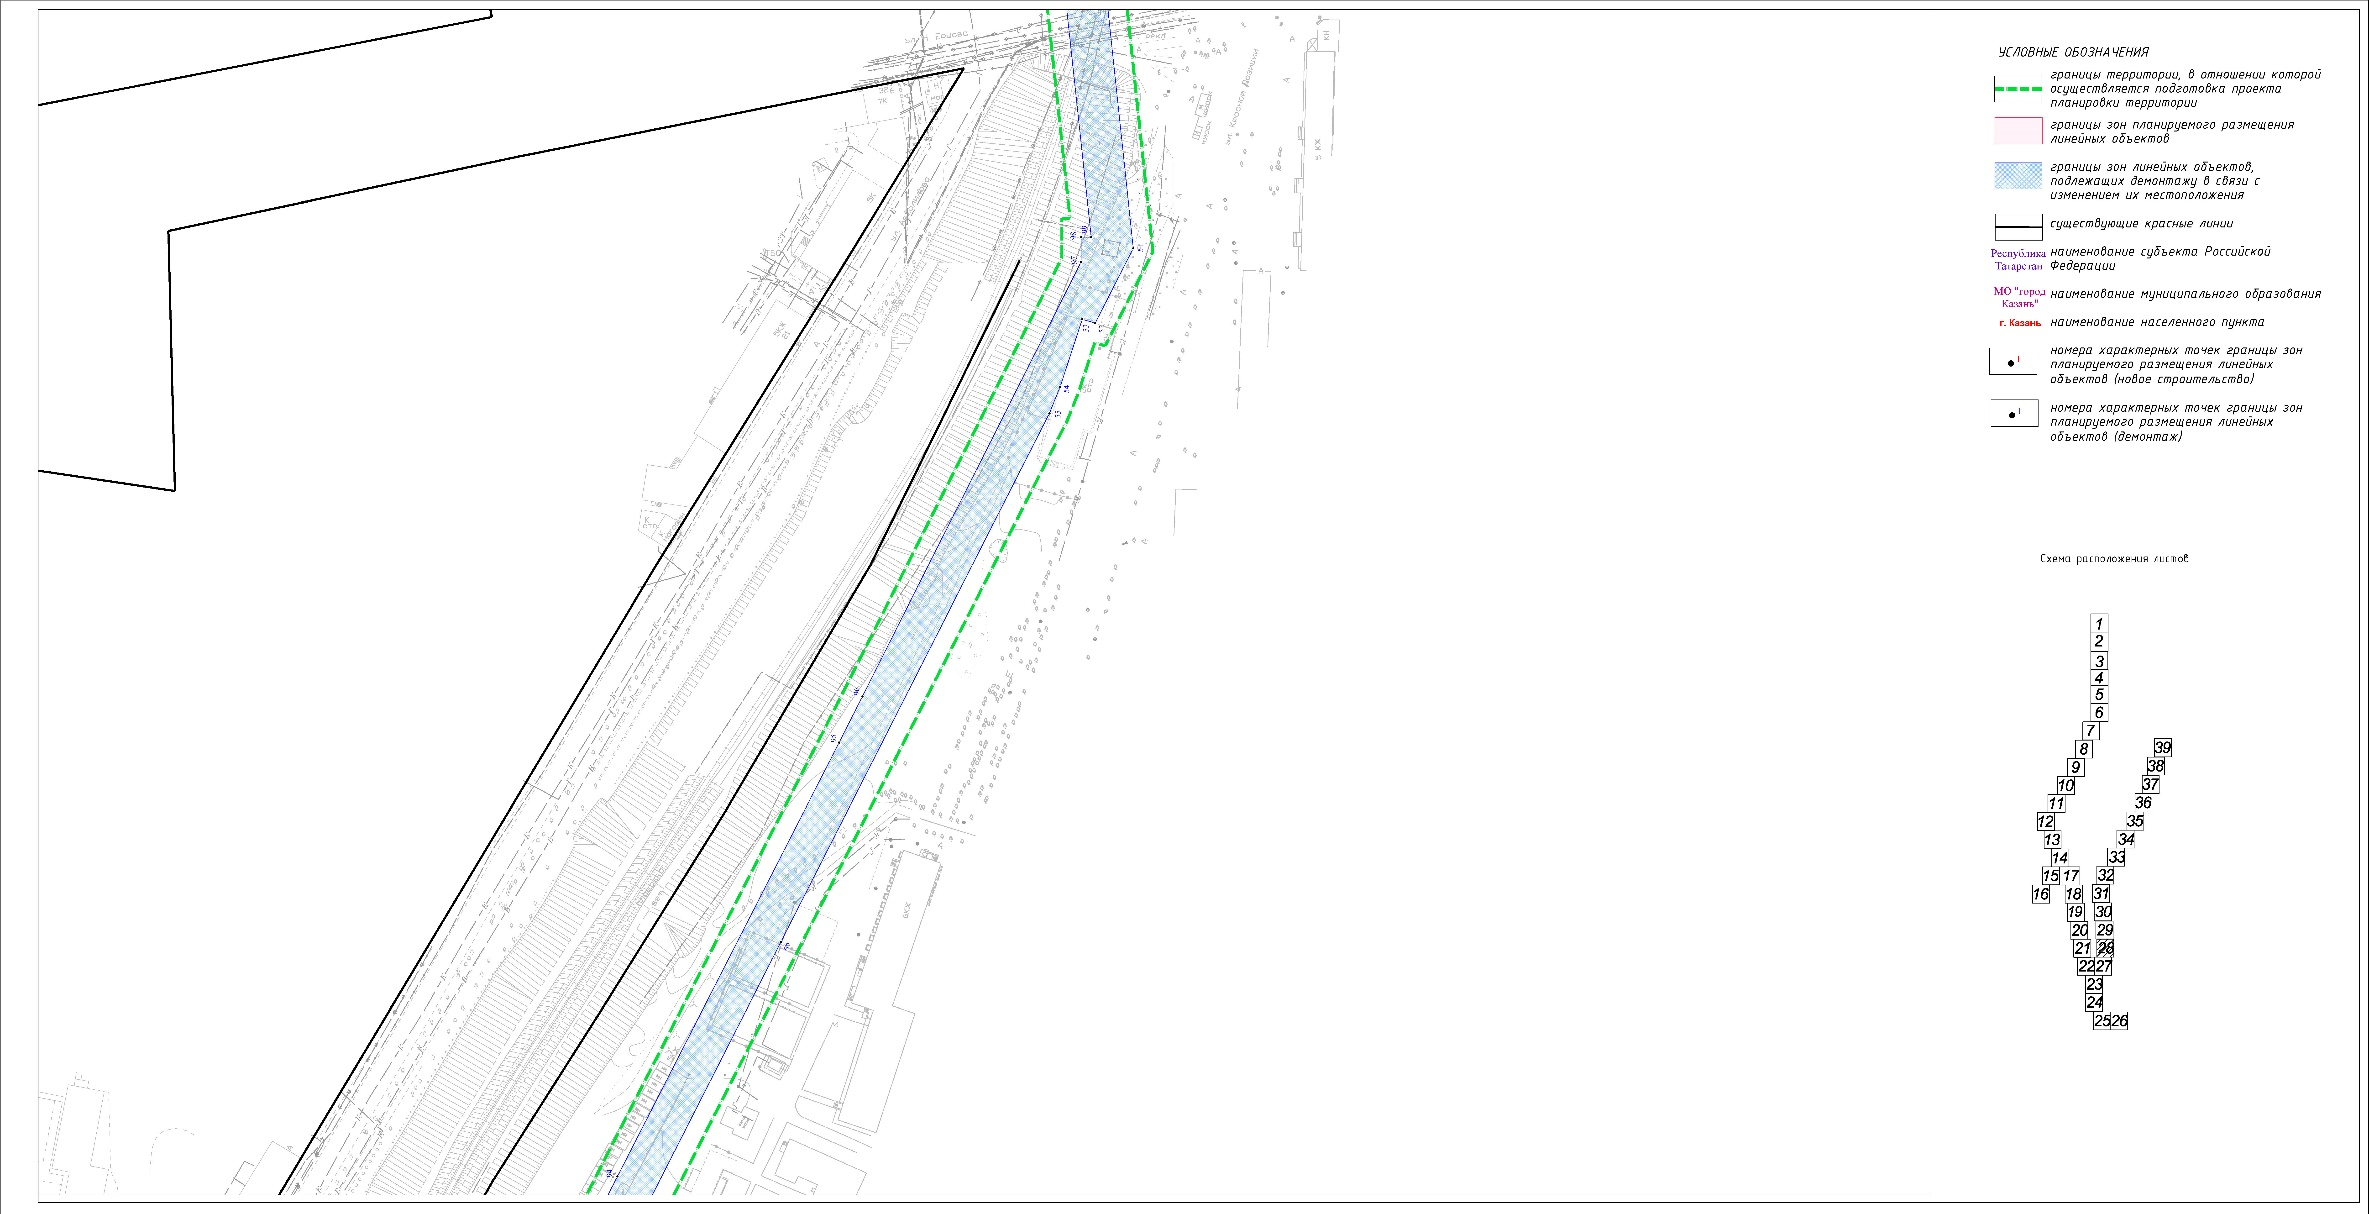 УСЛОВНЫЕ ОБОЗНАЧЕНИЯ
границы территории, в отношении которой
осуществляется подготовка проекта
планировки территории
границы зон планируемого размещения
линейных объектов
границы зон линейных объектов,
подлежащих демонтажу в связи с
изменением их местоположения
существующие красные линии
Республика
Татарстан
наименование субъекта Российской
Федерации
МО "город
Казань"
наименование муниципального образования
г. Казань
наименование населенного пункта
номера характерных точек границы зон
планируемого размещения линейных
объектов (новое строительство)
номера характерных точек границы зон
планируемого размещения линейных
объектов (демонтаж)
Схема расположения листов
1
2
3
4
5
6
7
8 39
9 38
10 37
11 36
12 35
13 34
14 33
15 17 32
16 18 31
19 30
20 29
21 28
22 27
23
24
25 26
5 КЖ
КН
6КЖ